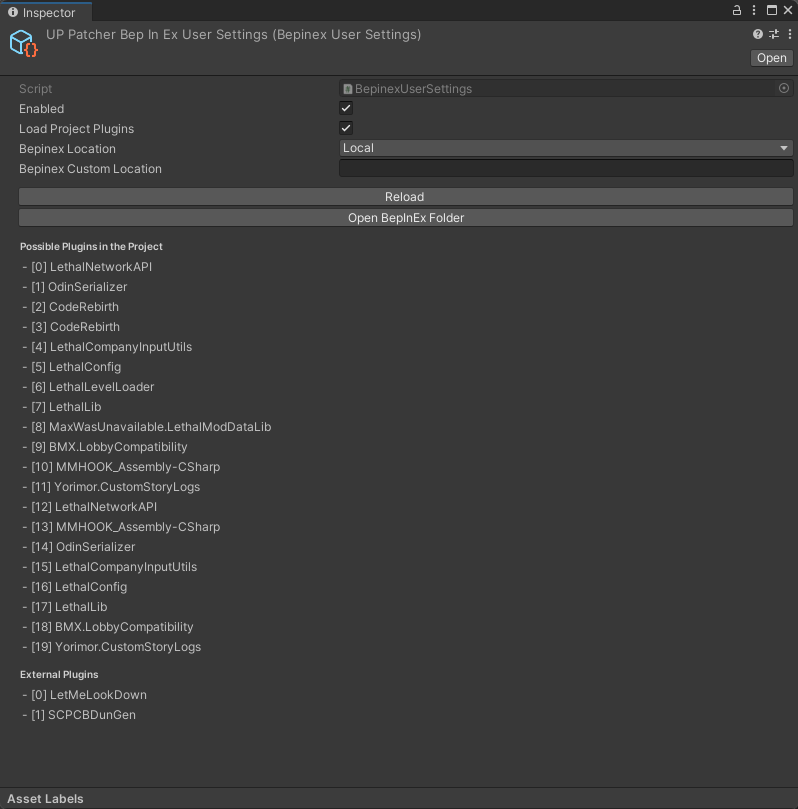 Inspector
UP Patcher Bep In Ex User Settings (Bepinex User Settings)
Open
Script BepinexUserSettings
Enabled
Load Project Plugins
Bepinex Location Local
Bepinex Custom Location
Reload
Open BepInEx Folder
Possible Plugins in the Project
- [0] LethalNetworkAPI
- [1] OdinSerializer
- [2] CodeRebirth
- [3] CodeRebirth
- [4] LethalCompanyInputUtils
- [5] LethalConfig
- [6] LethalLevelLoader
- [7] LethalLib
- [8] MaxWasUnavailable.LethalModDataLib
- [9] BMX.LobbyCompatibility
- [10] MMHOOK_Assembly-CSharp
- [11] Yorimor.CustomStoryLogs
- [12] LethalNetworkAPI
- [13] MMHOOK_Assembly-CSharp
- [14] OdinSerializer
- [15] LethalCompanyInputUtils
- [16] LethalConfig
- [17] LethalLib
- [18] BMX.LobbyCompatibility
- [19] Yorimor.CustomStoryLogs
External Plugins
- [0] LetMeLookDown
- [1] SCPCBDunGen
Asset Labels